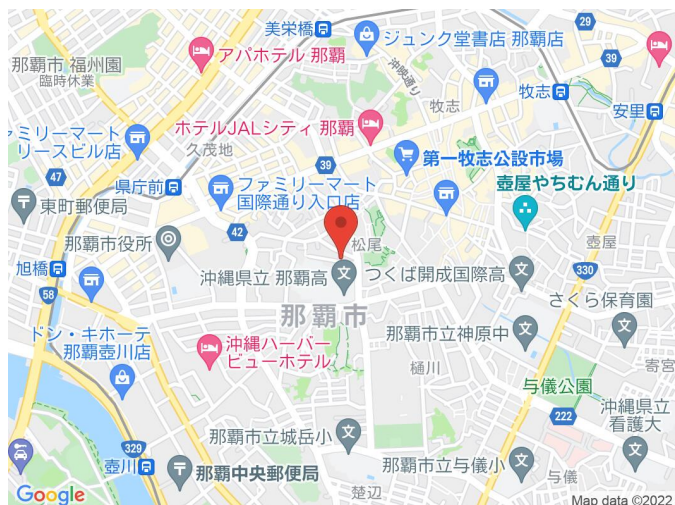 美栄橋
29
ジュンク堂書店 那覇店
那覇市 福州園
臨時休業
アパホテル 那覇
沖映通り
39
39
牧志
牧志
安里
ァミリーマート
リースビル店
ホテルJALシティ 那覇
久茂地
第一牧志公設市場
47
39
県庁前
ファミリーマート
国際通り入口店
壺屋やちむん通り
東町郵便局
42
那覇市役所
松尾
壺屋
旭橋
沖縄県立 那覇高
つくば開成国際高
330
58
さくら保育園
那覇市
ドン・キホーテ
那覇壺川店
沖縄ハーバー
ビューホテル
那覇市立神原中
樋川
寄宮
与儀公園
222
沖縄県立
看護大
那覇市立城岳小
329
壺川
那覇中央郵便局
那覇市立与儀小
与儀
楚辺
Google
Map data ©2022